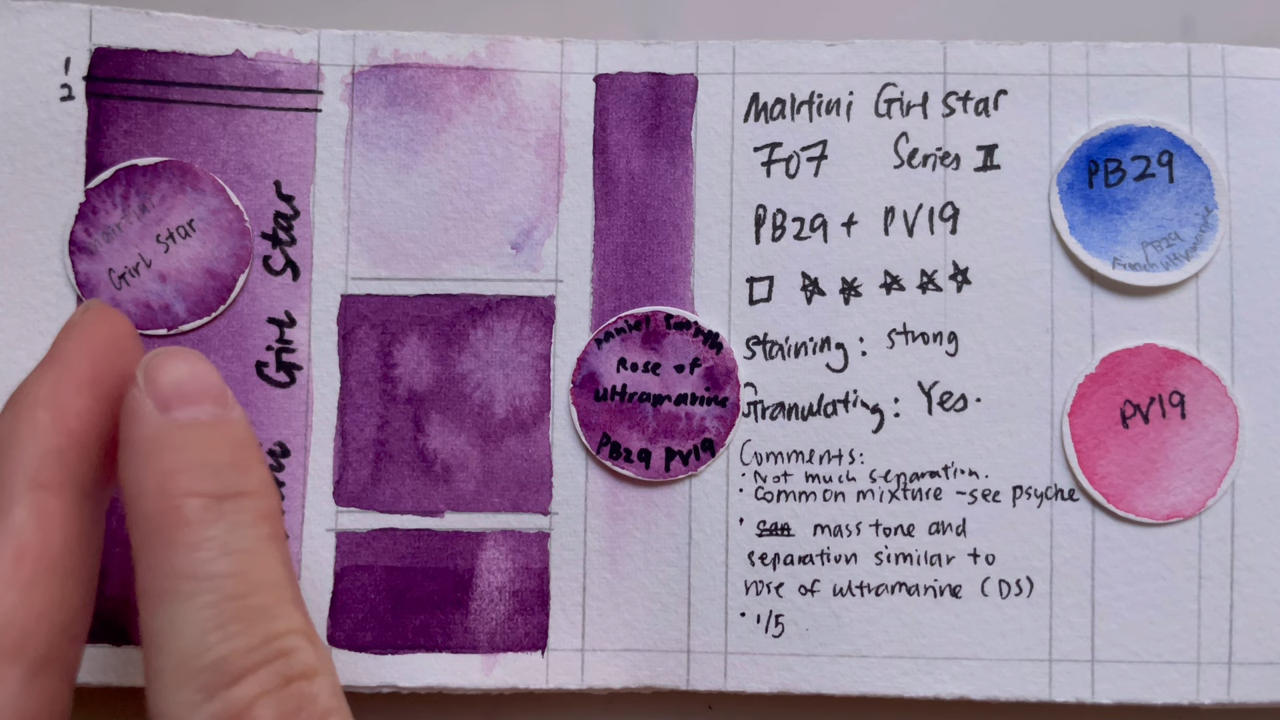 1
2
Girl Star
Girl Star
Daniel Smith
Rose of
ultramarine
PB29 PV19
Martini Girl Star
707 Series II
PB29 + PV19
□ ☆ ☆ ☆ ☆ ☆
Staining: strong
Granulating: Yes.
Comments:
· Not much separation.
· Common mixture - see psyche
· mass tone and
separation similar to
rose of ultramarine (DS)
· 1/5
PB29
PB29
French Ultramarine
PV19